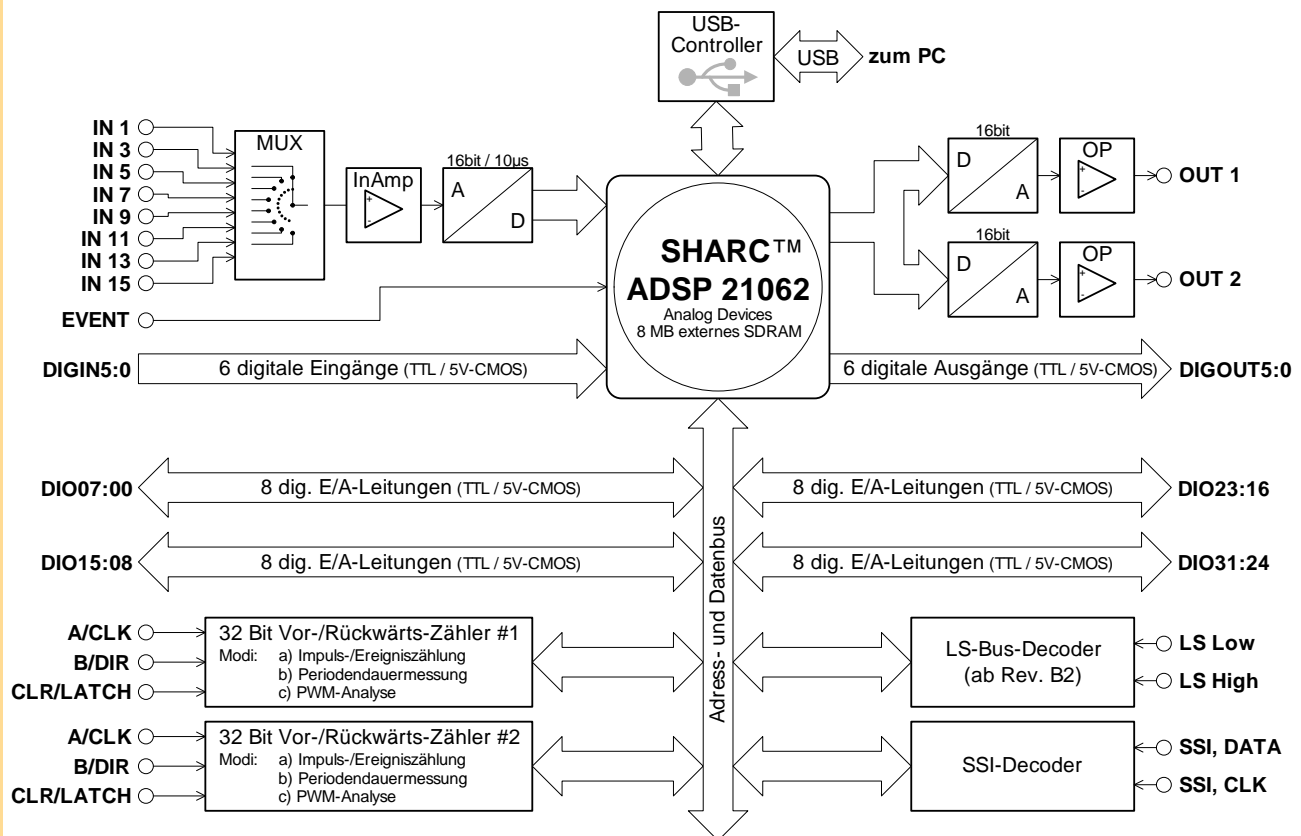 USB-
Controller
USB
zum PC
IN 1
IN 3
IN 5
IN 7
IN 9
IN 11
IN 13
IN 15
MUX
InAmp
16bit / 10µs
A
D
EVENT
SHARC™
ADSP 21062
Analog Devices
8 MB externes SDRAM
16bit
D
A
OP
OUT 1
16bit
D
A
OP
OUT 2
DIGIN5:0
6 digitale Eingänge (TTL / 5V-CMOS)
6 digitale Ausgänge (TTL / 5V-CMOS)
DIGOUT5:0
DIO07:00
8 dig. E/A-Leitungen (TTL / 5V-CMOS)
8 dig. E/A-Leitungen (TTL / 5V-CMOS)
DIO23:16
DIO15:08
8 dig. E/A-Leitungen (TTL / 5V-CMOS)
8 dig. E/A-Leitungen (TTL / 5V-CMOS)
DIO31:24
Adress- und Datenbus
A/CLK
B/DIR
CLR/LATCH
32 Bit Vor-/Rückwärts-Zähler #1
Modi: a) Impuls-/Ereigniszählung
b) Periodendauermessung
c) PWM-Analyse
LS-Bus-Decoder
(ab Rev. B2)
LS Low
LS High
A/CLK
B/DIR
CLR/LATCH
32 Bit Vor-/Rückwärts-Zähler #2
Modi: a) Impuls-/Ereigniszählung
b) Periodendauermessung
c) PWM-Analyse
SSI-Decoder
SSI, DATA
SSI, CLK